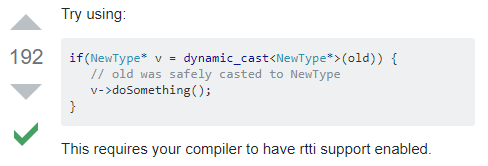 Try using:
192
if(NewType* v = dynamic_cast<NewType*>(old)) {
   // old was safely casted to NewType
   v->doSomething();
}
This requires your compiler to have rtti support enabled.